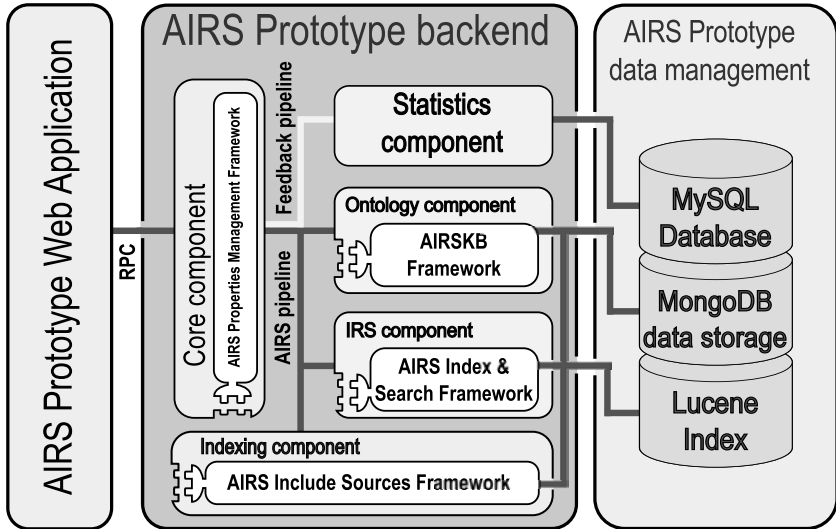 AIRS Prototype Web Application
RPC
AIRS Prototype backend
Core component
AIRS Properties Management Framework
Feedback pipeline
AIRS pipeline
Statistics
component
Ontology component
AIRSKB
Framework
IRS component
AIRS Index &
Search Framework
Indexing component
AIRS Include Sources Framework
AIRS Prototype
data management
MySQL
Database
MongoDB
data storage
Lucene
Index